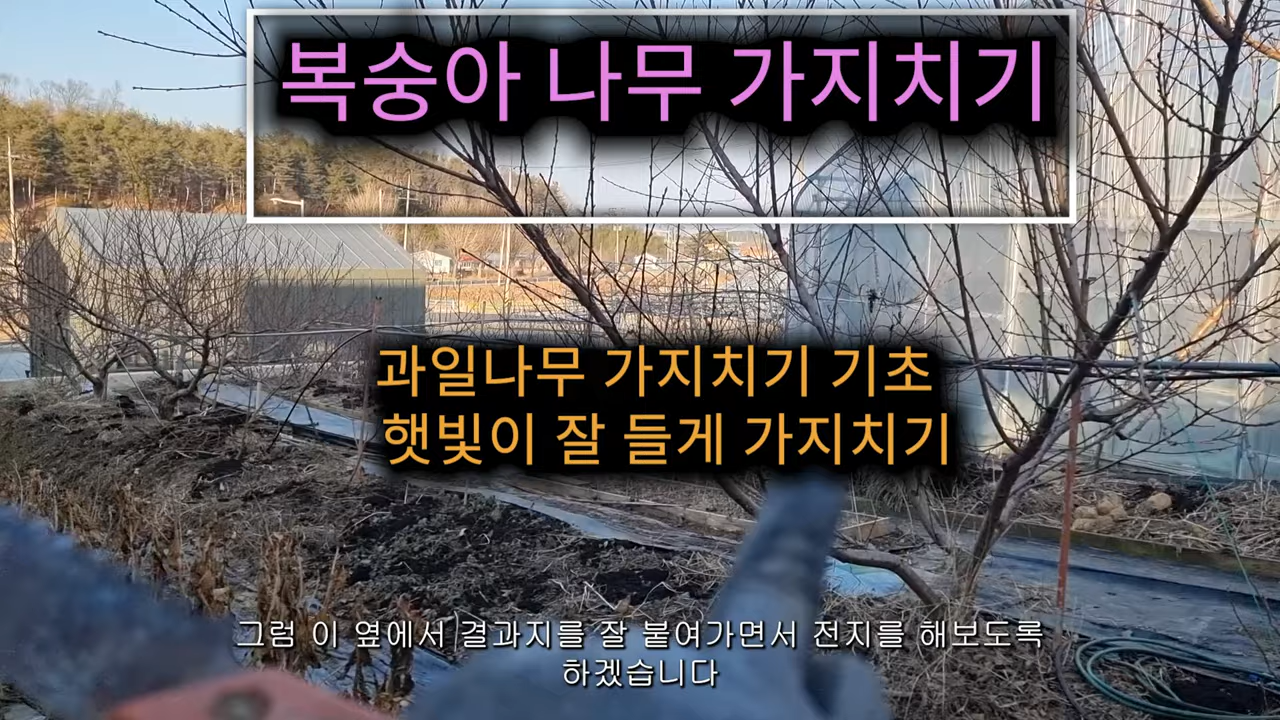 복숭아 나무 가지치기
과일나무 가지치기 기초
햇빛이 잘 들게 가지치기
그럼 이 옆에서 결과지를 잘 붙여가면서 전지를 해보도록
하겠습니다